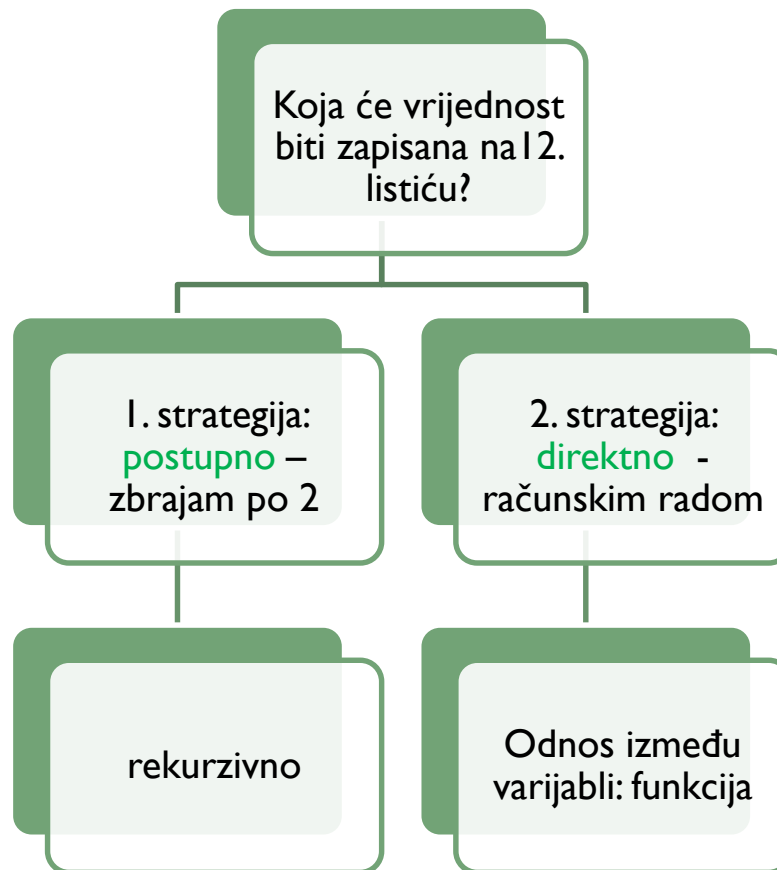 Koja će vrijednost
biti zapisana na12.
listiću?
1. strategija:
postupno –
zbrajam po 2
2. strategija:
direktno -
računskim radom
rekurzivno
Odnos između
varijabli: funkcija